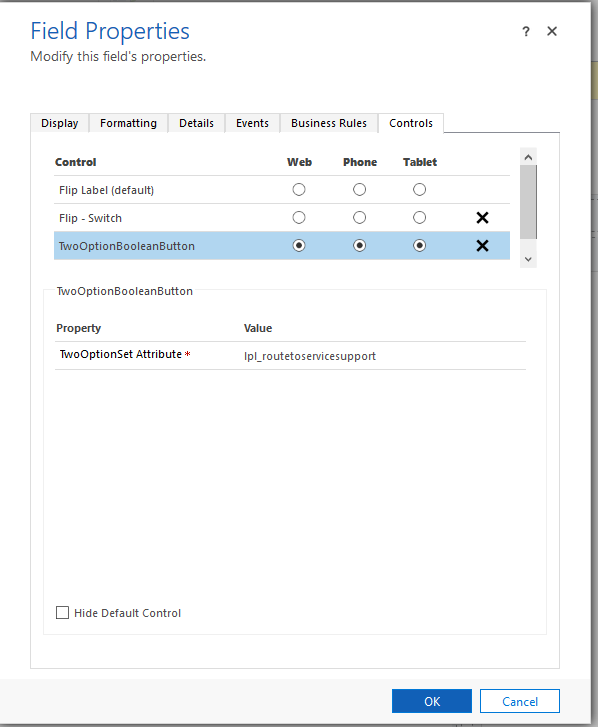 Field Properties ? ✕
Modify this field's properties.
Display Formatting Details Events Business Rules Controls
Control Web Phone Tablet
Flip Label (default)
Flip - Switch
TwoOptionBooleanButton
TwoOptionBooleanButton
Property Value
TwoOptionSet Attribute * lpl_routetoservicesupport
Hide Default Control
OK Cancel